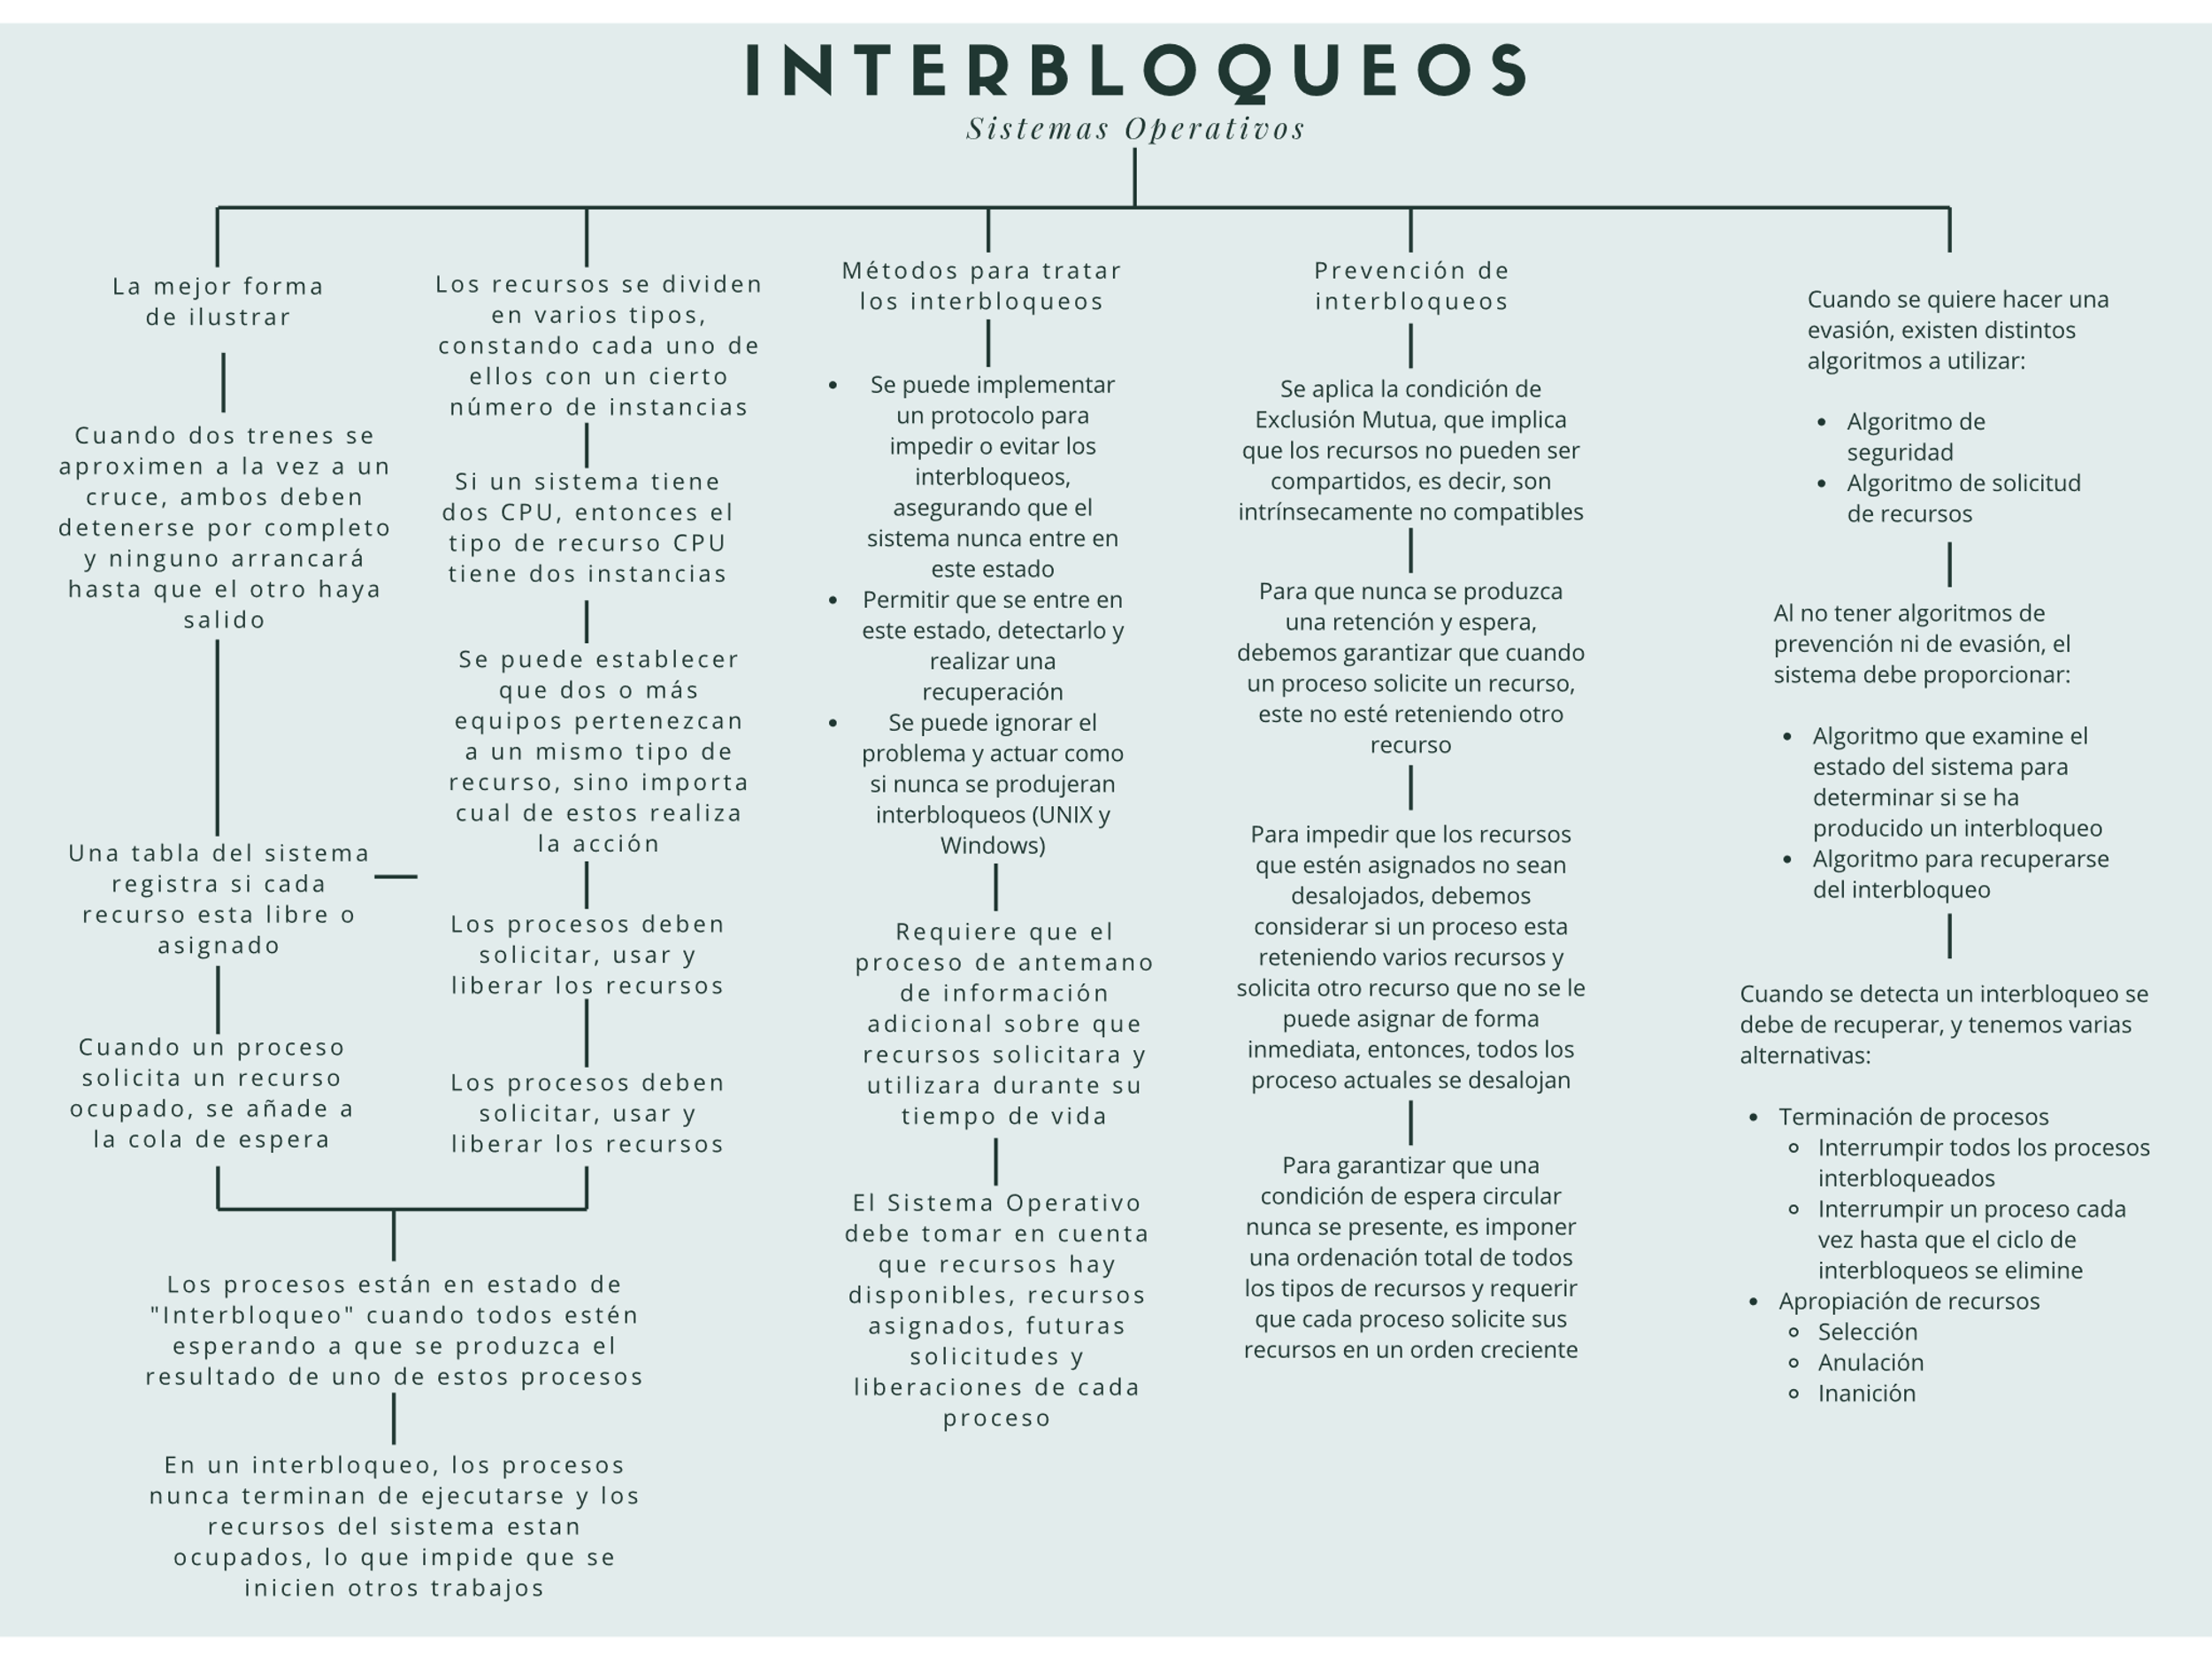 INTERBLOQUEOS
Sistemas Operativos
La mejor forma
de ilustrar
Cuando dos trenes se
aproximen a la vez a un
cruce, ambos deben
detenerse por completo
y ninguno arrancará
hasta que el otro haya
salido
Una tabla del sistema
registra si cada
recurso esta libre o
asignado
Cuando un proceso
solicita un recurso
ocupado, se añade a
la cola de espera
Los recursos se dividen
en varios tipos,
constando cada uno de
ellos con un cierto
número de instancias
Si un sistema tiene
dos CPU, entonces el
tipo de recurso CPU
tiene dos instancias
Se puede establecer
que dos o más
equipos pertenezcan
a un mismo tipo de
recurso, sino importa
cual de estos realiza
la acción
Los procesos deben
solicitar, usar y
liberar los recursos
Los procesos deben
solicitar, usar y
liberar los recursos
Los procesos están en estado de
"Interbloqueo" cuando todos estén
esperando a que se produzca el
resultado de uno de estos procesos
En un interbloqueo, los procesos
nunca terminan de ejecutarse y los
recursos del sistema estan
ocupados, lo que impide que se
inicien otros trabajos
Métodos para tratar
los interbloqueos
• Se puede implementar
un protocolo para
impedir o evitar los
interbloqueos,
asegurando que el
sistema nunca entre en
este estado
• Permitir que se entre en
este estado, detectarlo y
realizar una
recuperación
• Se puede ignorar el
problema y actuar como
si nunca se produjeran
interbloqueos (UNIX y
Windows)
Requiere que el
proceso de antemano
de información
adicional sobre que
recursos solicitara y
utilizara durante su
tiempo de vida
El Sistema Operativo
debe tomar en cuenta
que recursos hay
disponibles, recursos
asignados, futuras
solicitudes y
liberaciones de cada
proceso
Prevención de
interbloqueos
Se aplica la condición de
Exclusión Mutua, que implica
que los recursos no pueden ser
compartidos, es decir, son
intrínsecamente no compatibles
Para que nunca se produzca
una retención y espera,
debemos garantizar que cuando
un proceso solicite un recurso,
este no esté reteniendo otro
recurso
Para impedir que los recursos
que estén asignados no sean
desalojados, debemos
considerar si un proceso esta
reteniendo varios recursos y
solicita otro recurso que no se le
puede asignar de forma
inmediata, entonces, todos los
proceso actuales se desalojan
Para garantizar que una
condición de espera circular
nunca se presente, es imponer
una ordenación total de todos
los tipos de recursos y requerir
que cada proceso solicite sus
recursos en un orden creciente
Cuando se quiere hacer una
evasión, existen distintos
algoritmos a utilizar:
• Algoritmo de
seguridad
• Algoritmo de solicitud
de recursos
Al no tener algoritmos de
prevención ni de evasión, el
sistema debe proporcionar:
• Algoritmo que examine el
estado del sistema para
determinar si se ha
producido un interbloqueo
• Algoritmo para recuperarse
del interbloqueo
Cuando se detecta un interbloqueo se
debe de recuperar, y tenemos varias
alternativas:
• Terminación de procesos
◦ Interrumpir todos los procesos
interbloqueados
◦ Interrumpir un proceso cada
vez hasta que el ciclo de
interbloqueos se elimine
• Apropiación de recursos
◦ Selección
◦ Anulación
◦ Inanición